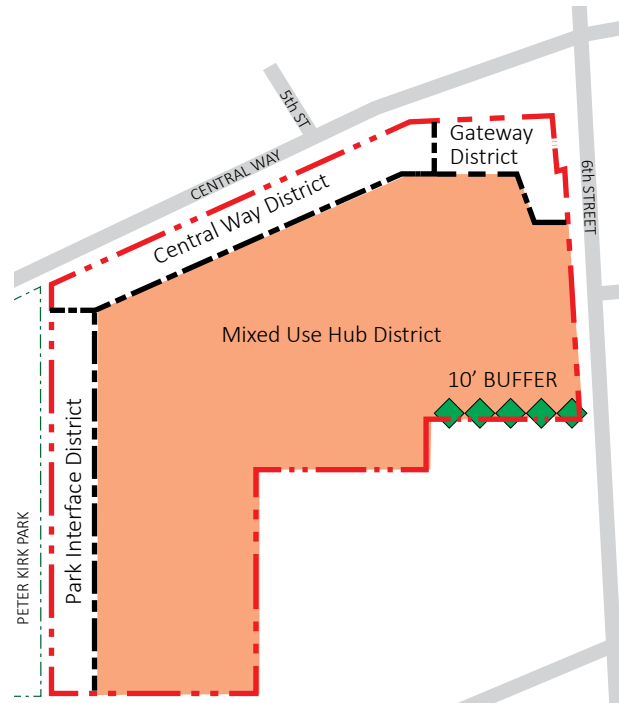 5th ST
CENTRAL WAY
Gateway
District
6th STREET
Central Way District
Mixed Use Hub District
10’ BUFFER
Park Interface District
PETER KIRK PARK